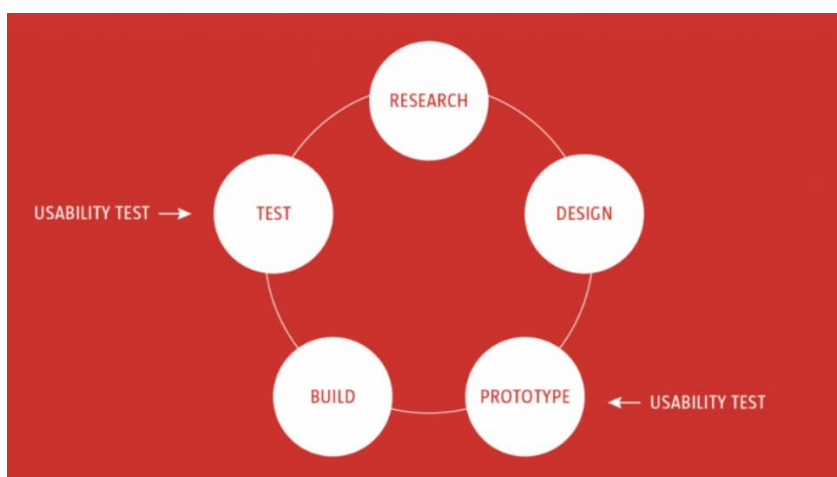 RESEARCH
USABILITY TEST
TEST
DESIGN
BUILD
PROTOTYPE
USABILITY TEST